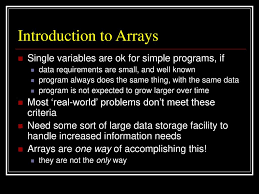 Introduction to Arrays
Single variables are ok for simple programs, if
data requirements are small, and well known
program always does the same thing, with the same data
program is not expected to grow larger over time
Most ‘real-world’ problems don’t meet these
criteria
Need some sort of large data storage facility to
handle increased information needs
Arrays are one way of accomplishing this!
they are not the only way